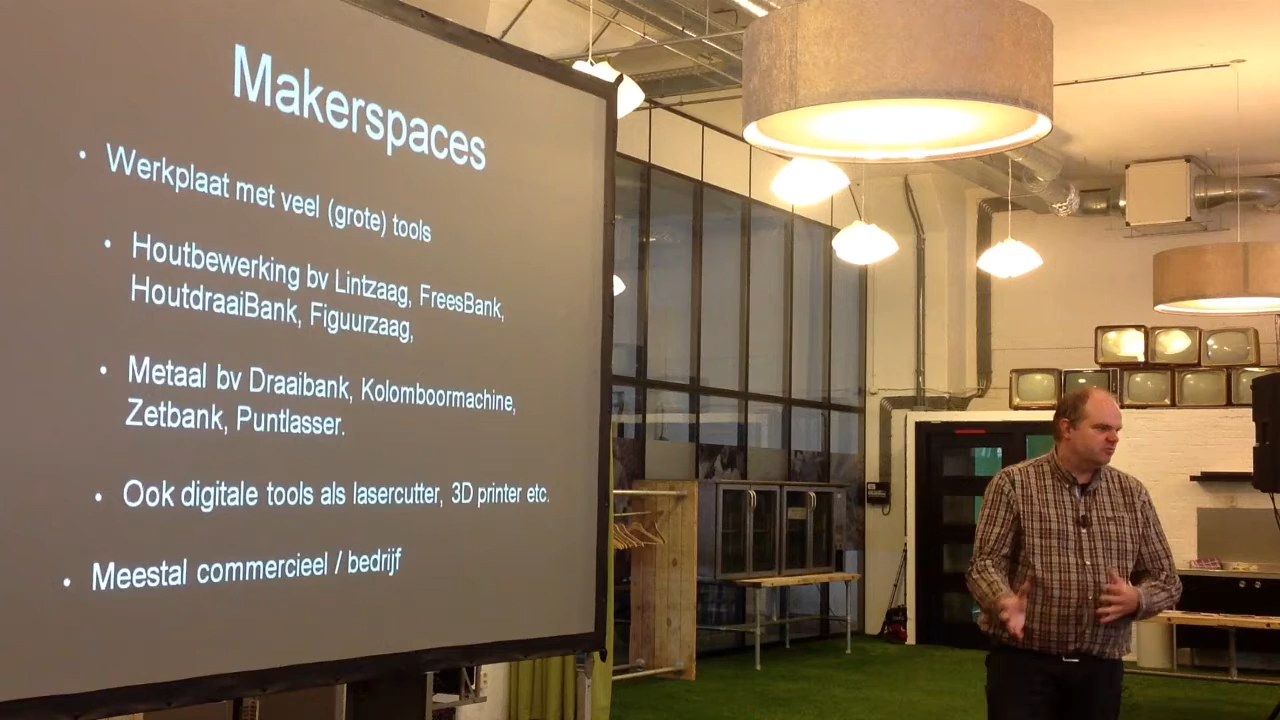 Makerspaces
• Werkplaat met veel (grote) tools
• Houtbewerking bv Lintzaag, FreesBank,
HoutdraaiBank, Figuurzaag,
• Metaal bv Draaibank, Kolomboormachine,
Zetbank, Puntlasser.
• Ook digitale tools als lasercutter, 3D printer etc.
• Meestal commercieel / bedrijf